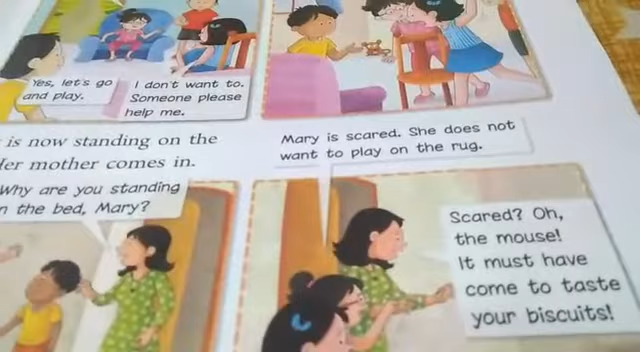 Yes, let's go
and play.
I don't want to.
Someone please
help me.
is now standing on the
er mother comes in.
Mary is scared. She does not
want to play on the rug.
Why are you standing
n the bed, Mary?
Scared? Oh,
the mouse!
It must have
come to taste
your biscuits!